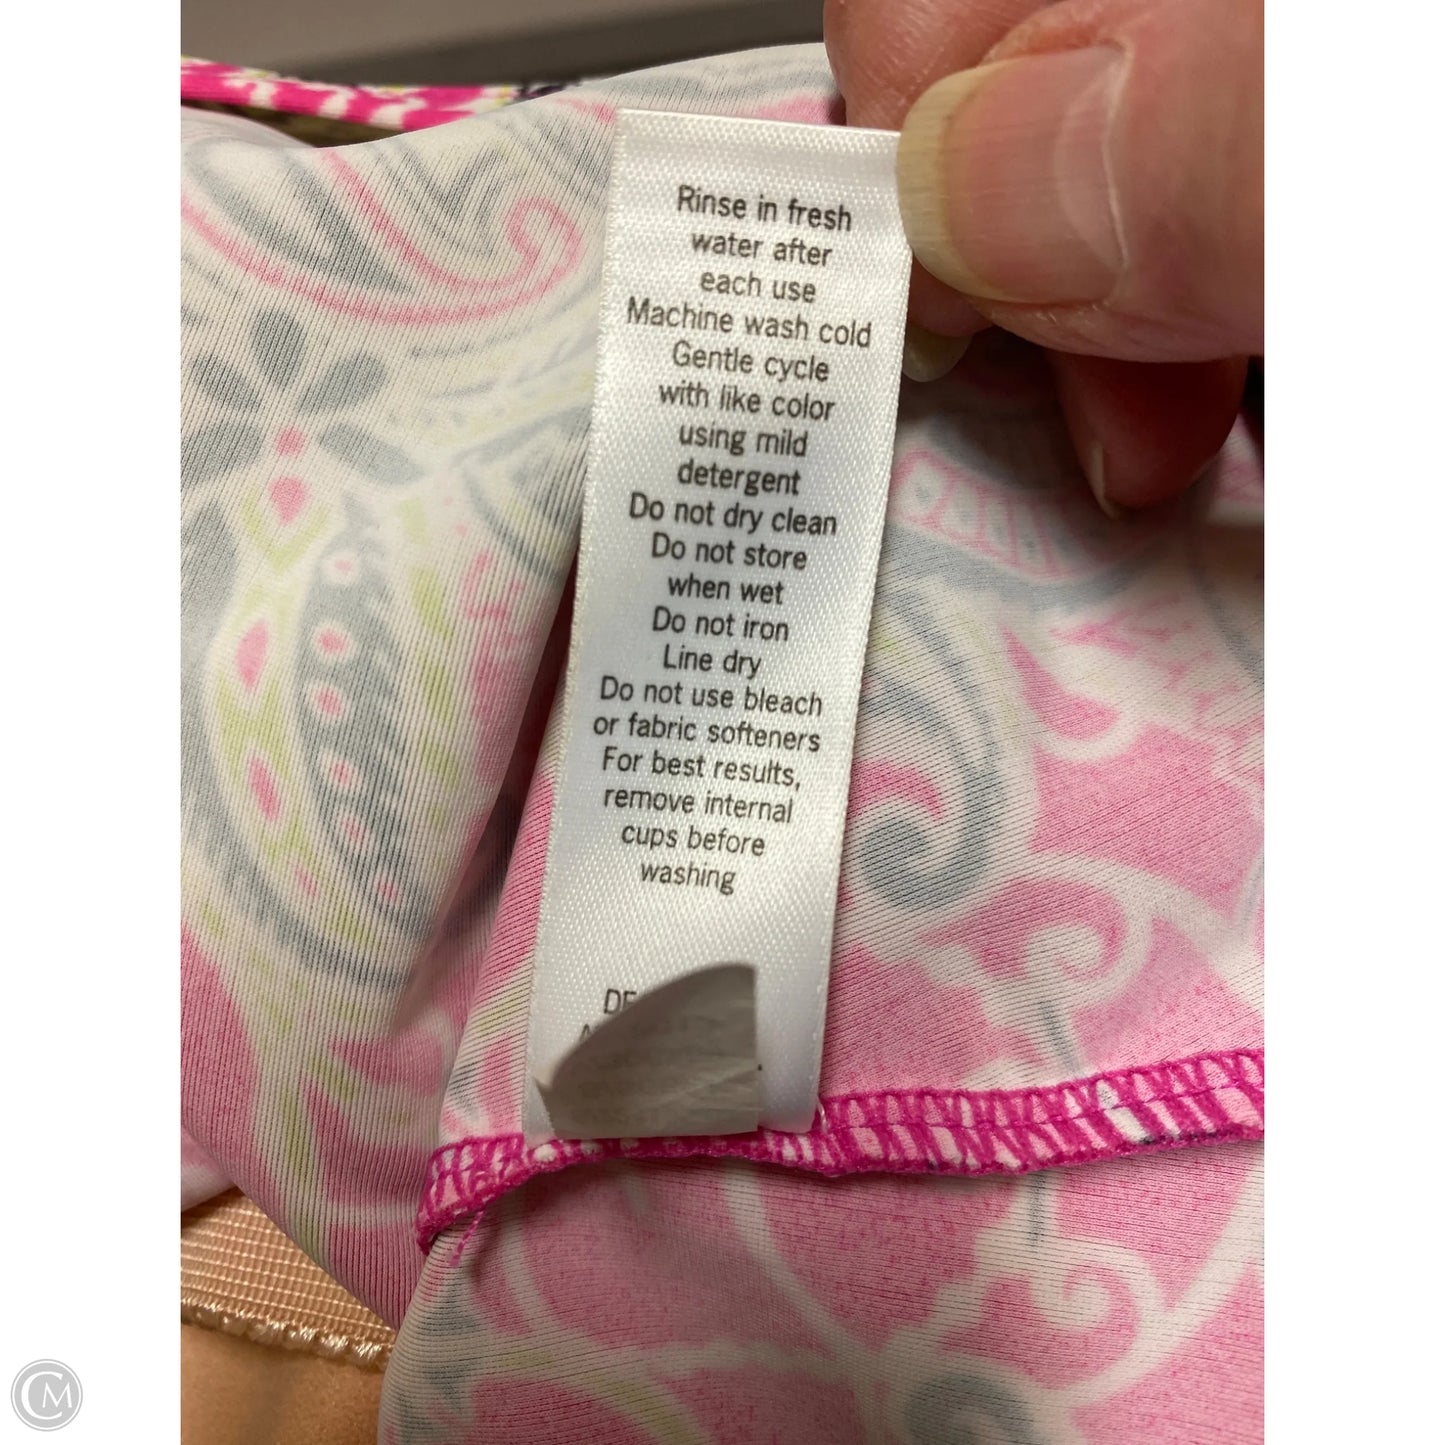 Rinse in fresh
water after
each use
Machine wash cold
Gentle cycle
with like color
using mild
detergent
Do not dry clean
Do not store
when wet
Do not iron
Line dry
Do not use bleach
or fabric softeners
For best results,
remove internal
cups before
washing
CM